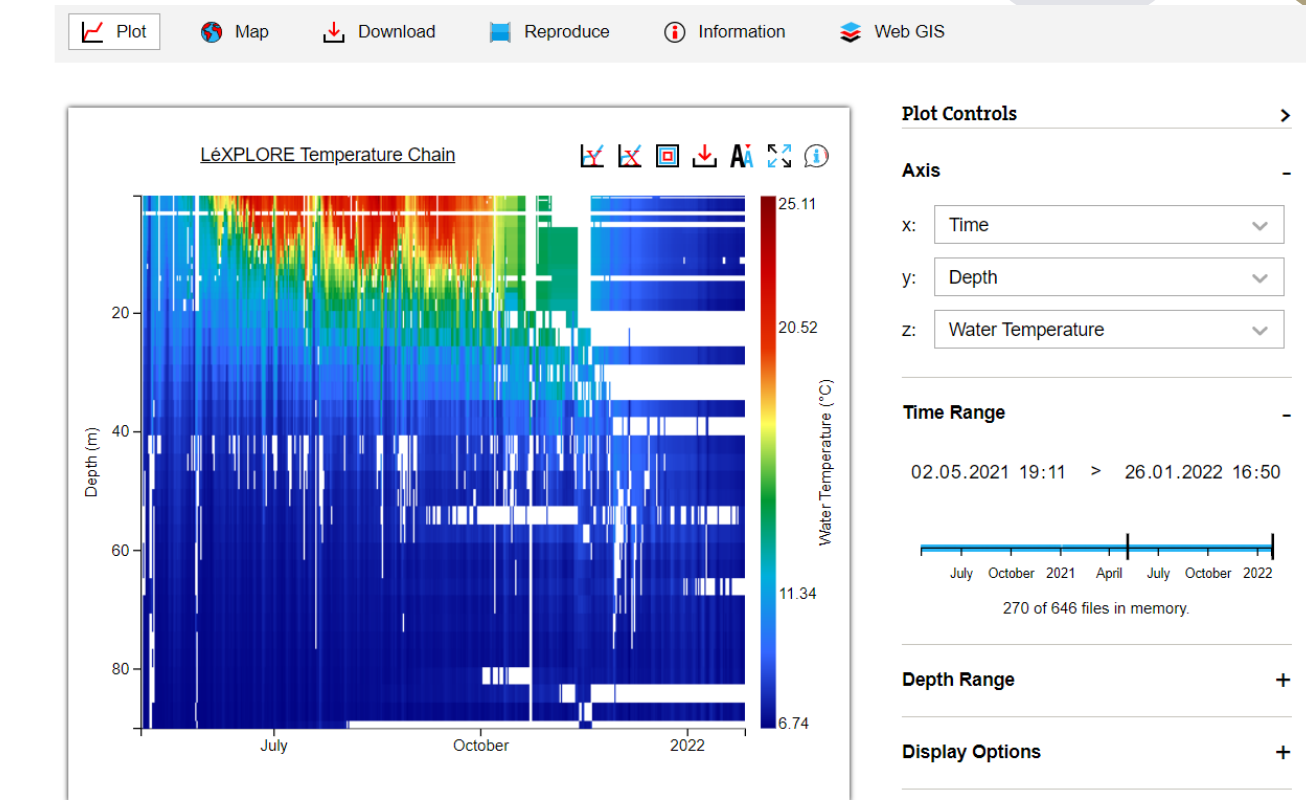 Plot Map Download Reproduce Information Web GIS
LéXPLORE Temperature Chain
25.11
20.52
11.34
6.74
Water Temperature (°C)
Depth (m)
20
40
60
80
July October 2022
Plot Controls
Axis -
x: Time
y: Depth
z: Water Temperature
Time Range -
02.05.2021 19:11 > 26.01.2022 16:50
July October 2021 April July October 2022
270 of 646 files in memory.
Depth Range +
Display Options +